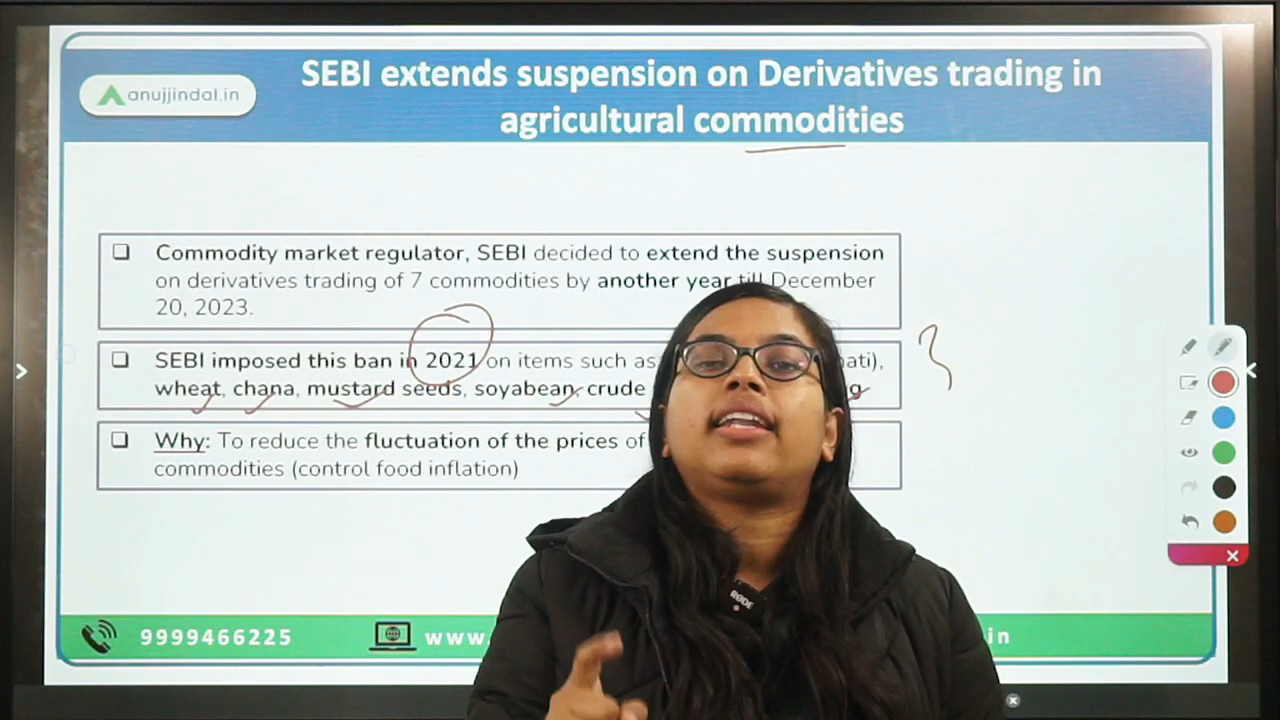 SEBI extends suspension on Derivatives trading in
agricultural commodities
anujjindal.in
Commodity market regulator, SEBI decided to extend the suspension
on derivatives trading of 7 commodities by another year till December
20, 2023.
SEBI imposed this ban in 2021 on items such as
wheat, chana, mustard seeds, soyabean, crude
Why: To reduce the fluctuation of the prices of
commodities (control food inflation)
RØDE
9999466225
www.
in